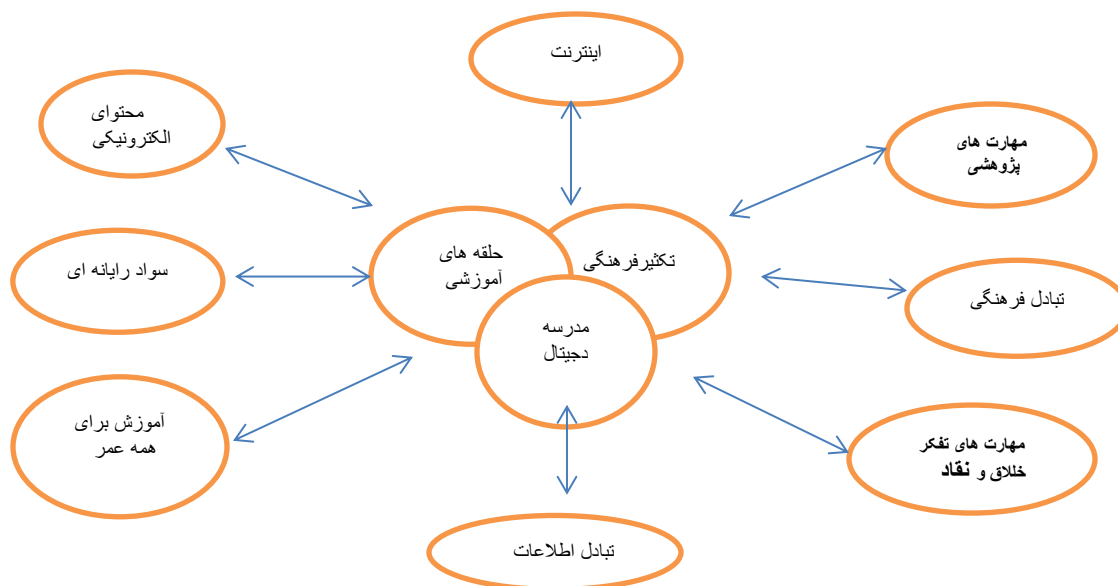 اینترنت
محتوای
الکترونیکی
مهارت های
پژوهشی
حلقه های
آموزشی
تکثیرفرهنگی
سواد رایانه ای
تبادل فرهنگی
مدرسه
دجیتال
آموزش برای
همه عمر
مهارت های تفکر
خللاق و نقاد
تبادل اطلاعات